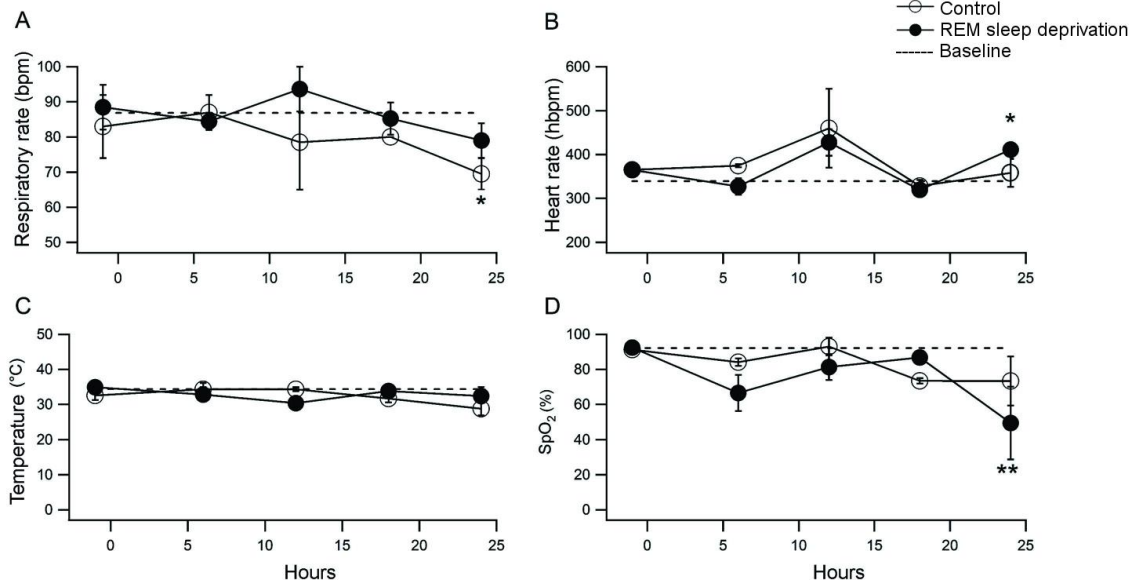 Control
REM sleep deprivation
Baseline
A
Respiratory rate (bpm)
100
90
80
70
60
50
0 5 10 15 20 25
*
B
Heart rate (hbpm)
600
500
400
300
200
0 5 10 15 20 25
*
C
Temperature (°C)
50
40
30
20
10
0
0 5 10 15 20 25
Hours
D
SpO₂ (%)
100
80
60
40
20
0
0 5 10 15 20 25
**
Hours